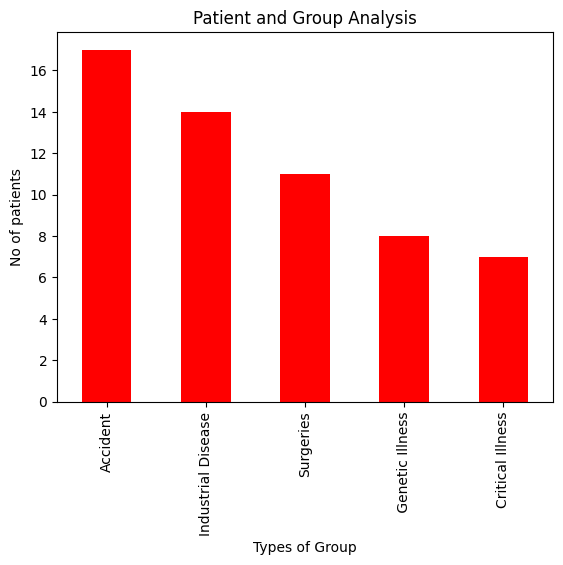 Patient and Group Analysis
No of patients
16
14
12
10
8
6
4
2
0
Accident
Industrial Disease
Surgeries
Genetic Illness
Critical Illness
Types of Group